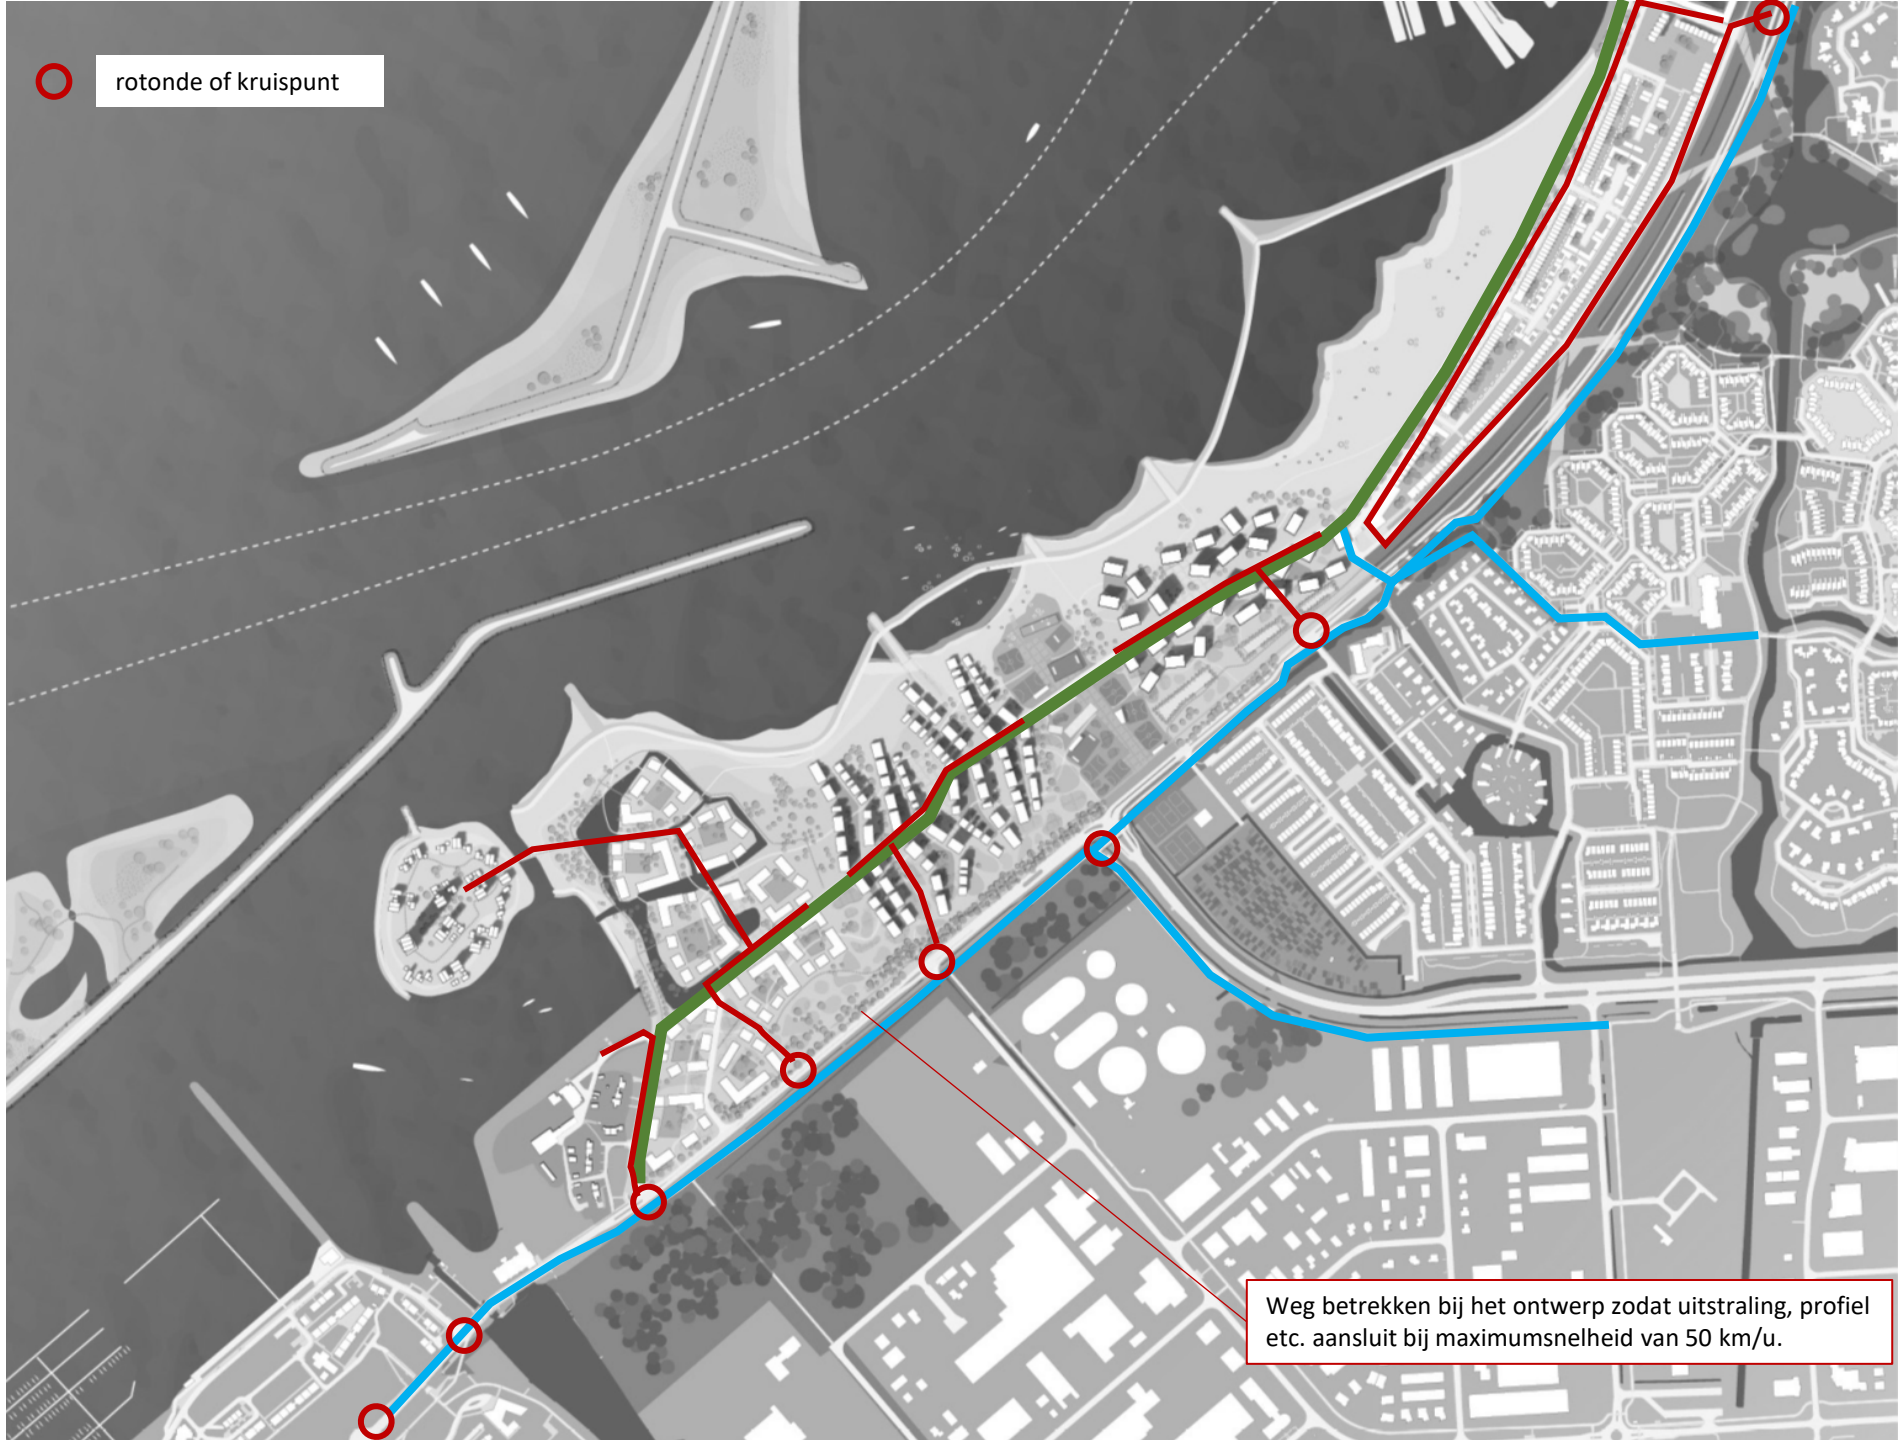 rotonde of kruispunt
Weg betrekken bij het ontwerp zodat uitstraling, profiel
etc. aansluit bij maximumsnelheid van 50 km/u.